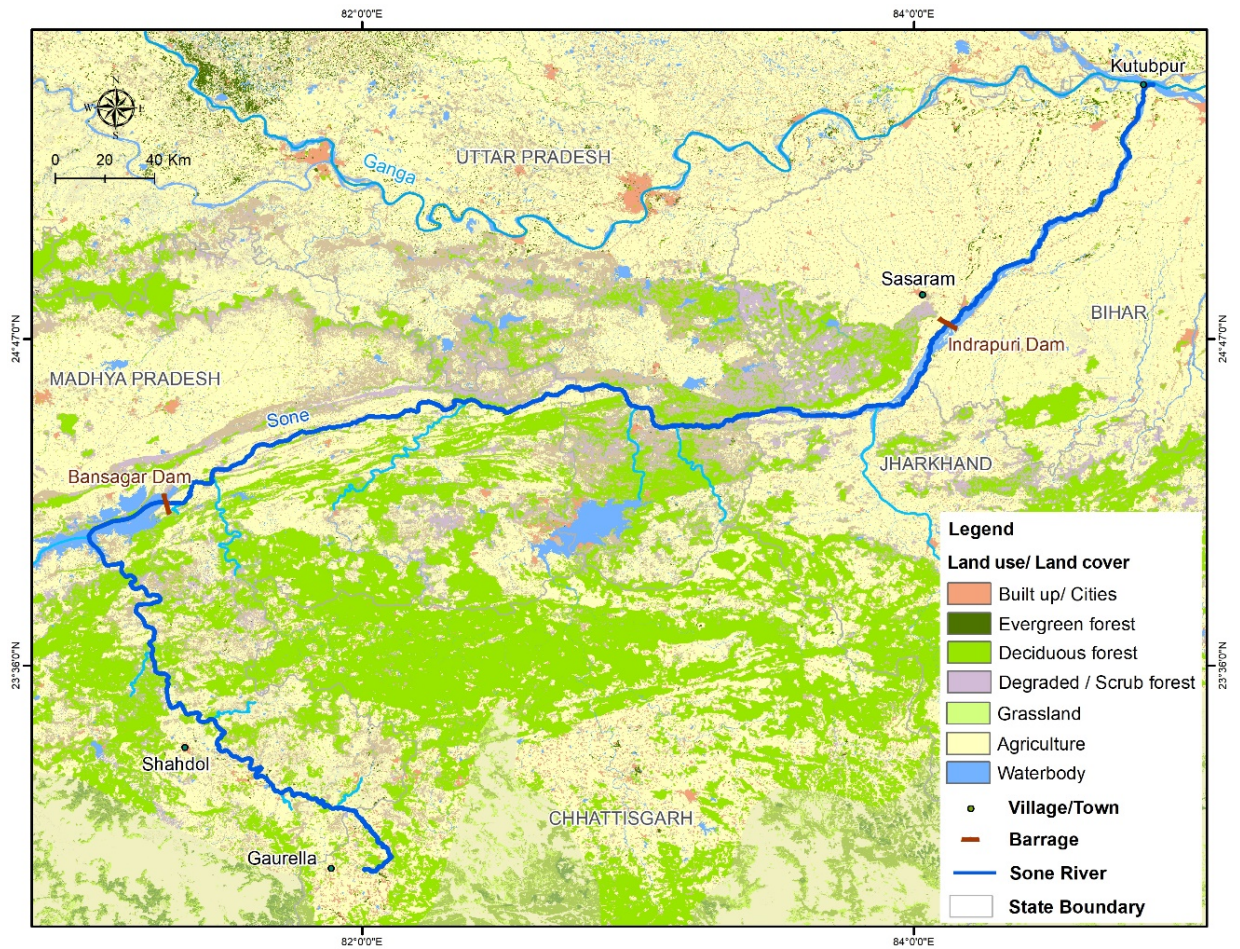 82°0'0"E
84°0'0"E
Kutubpur
N
W
E
S
0 20 40 Km
UTTAR PRADESH
Ganga
Sasaram
BIHAR
24°47'0"N
24°47'0"N
Indrapuri Dam
MADHYA PRADESH
Sone
JHARKHAND
Bansagar Dam
Legend
Land use/ Land cover
Built up/ Cities
Evergreen forest
Deciduous forest
Degraded / Scrub forest
Grassland
Agriculture
Waterbody
Village/Town
Barrage
Sone River
State Boundary
23°36'0"N
23°36'0"N
Shahdol
CHHATTISGARH
Gaurella
82°0'0"E
84°0'0"E